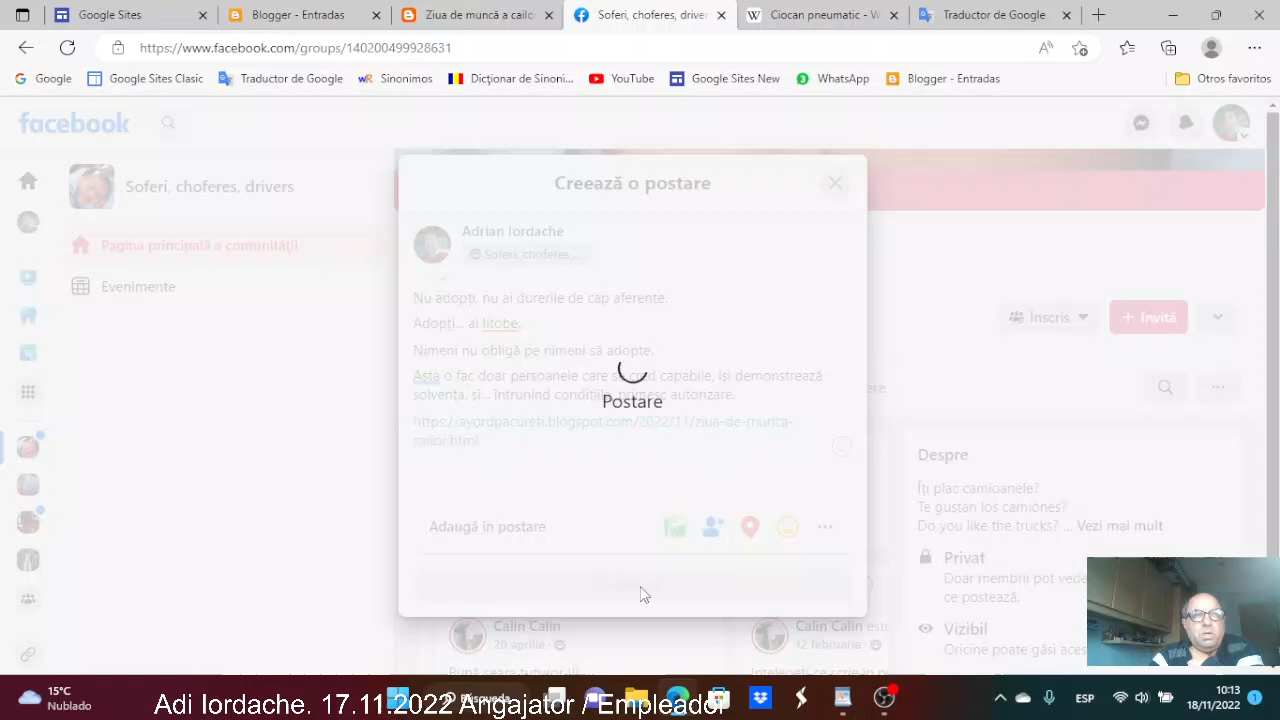 Google Sites
Blogger - Entradas
Ziua de muncă a cailo
Soferi, choferes, driver
Ciocan pneumatic - W
Traductor de Google
https://www.facebook.com/groups/140200499928631
Google
Google Sites Clasic
Traductor de Google
Sinonimos
Dicționar de Sinoni...
YouTube
Google Sites New
WhatsApp
Blogger - Entradas
Otros favoritos
facebook
Soferi, choferes, drivers
Pagina principală a comunității
Evenimente
Creează o postare
Adrian Iordache
Soferi, choferes,...
Nu adopți, nu ai durerile de cap aferente.
Adopți... ai litobe.
Nimeni nu obligă pe nimeni să adopte.
Asta o fac doar persoanele care se cred capabile, își demonstrează
solvența, și... întrunind condițiile, primesc autorizare.
https://ayordpacureti.blogspot.com/2022/11/ziua-de-munca-
cailor.html
Postare
Adaugă în postare
Înscris
+ Invită
Despre
Îți plac camioanele?
Te gustan los camiones?
Do you like the trucks? ... Vezi mai mult
Privat
Doar membrii pot vede
ce postează.
Vizibil
Oricine poate găsi aces
Calin Calin
20 aprilie
Calin Calin este
12 februarie
Bună seara tuturor !!!
15°C
Nublado
Búsqueda
Adi Iordache. 17.11.2022 Angajator / Empleador
ESP
10:13
18/11/2022